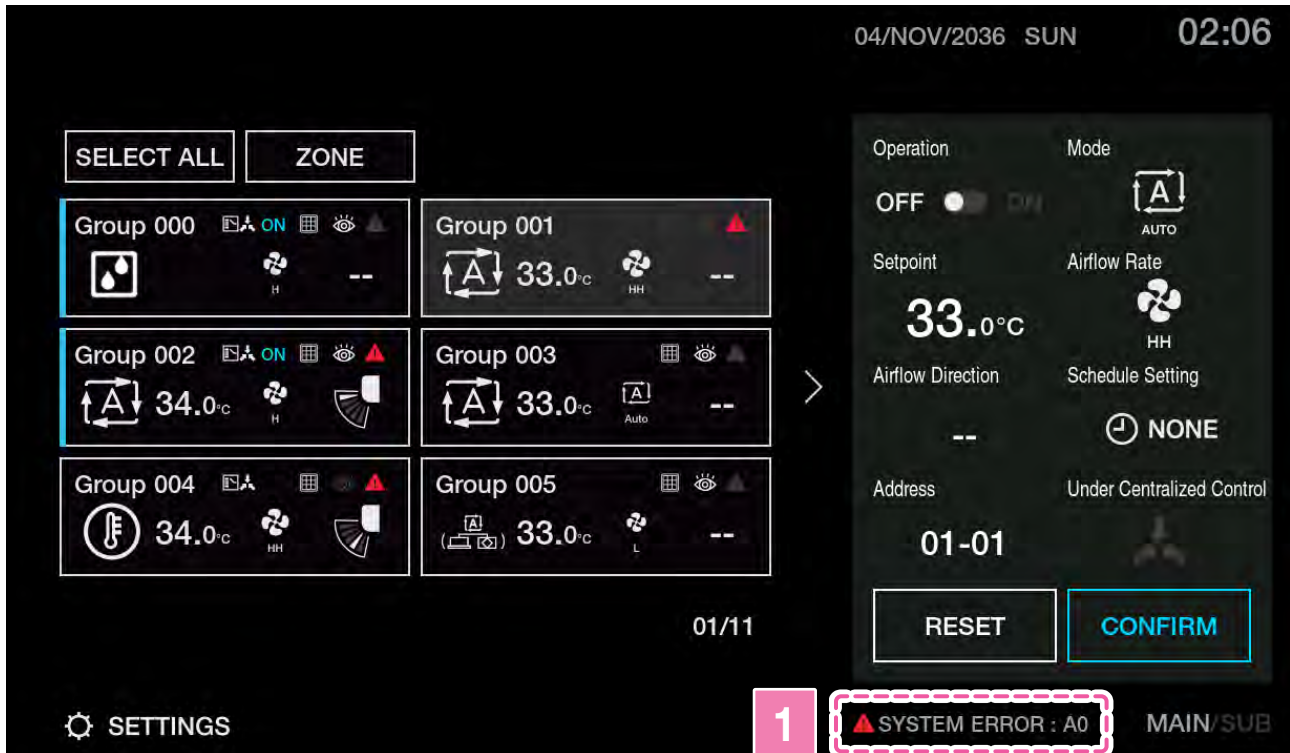 04/NOV/2036 SUN 02:06
SELECT ALL ZONE
Group 000 ON
H --
Group 001
A 33.0°C HH --
Group 002 ON
A 34.0°C H
Group 003
A 33.0°C A Auto --
Group 004
34.0°C HH
Group 005
(A) 33.0°C L --
01/11
Operation Mode
OFF ON A AUTO
Setpoint Airflow Rate
33.0°C HH
Airflow Direction Schedule Setting
-- NONE
Address Under Centralized Control
01-01
RESET CONFIRM
SETTINGS
1 SYSTEM ERROR : A0 MAIN/SUB